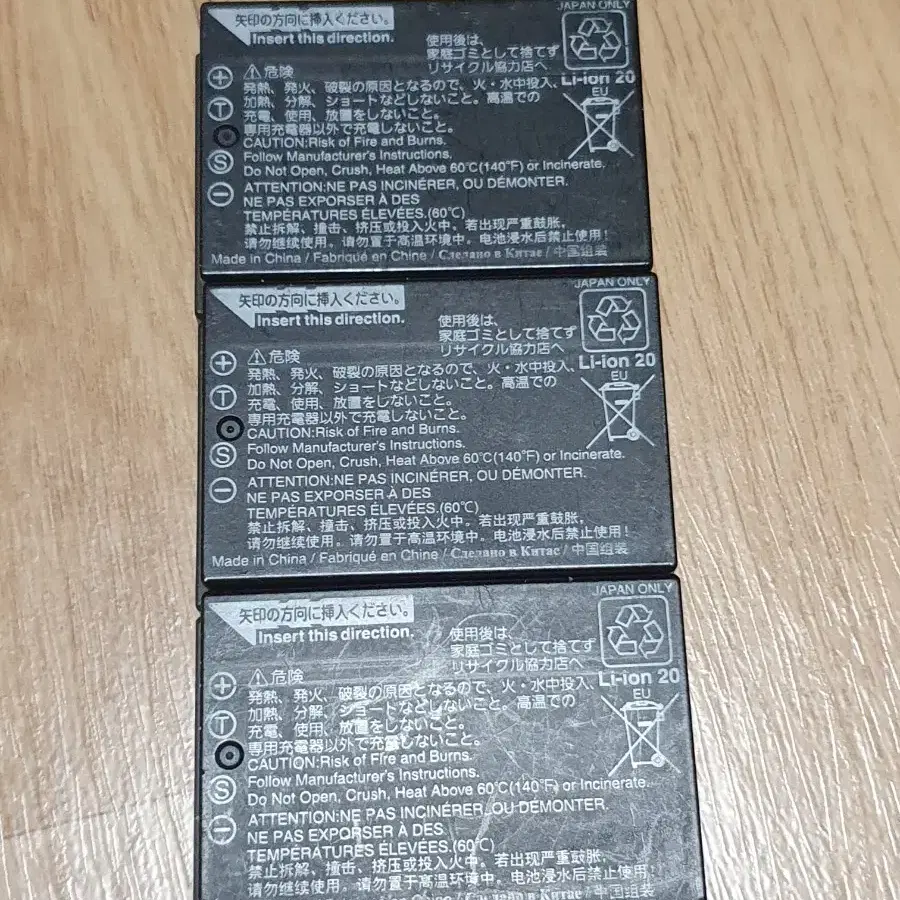 矢印の方向に挿入ください。
Insert this direction.
JAPAN ONLY
使用後は、
家庭ゴミとして捨てず
リサイクル協力店へ
Li-ion 20
EU
+
T
S
−
⚠危険
発熱、発火、破裂の原因となるので、火・水中投入、
加熱、分解、ショートなどしないこと。高温での
充電、使用、放置をしないこと。
専用充電器以外で充電しないこと。
CAUTION:Risk of Fire and Burns.
Follow Manufacturer's Instructions.
Do Not Open, Crush, Heat Above 60℃(140°F) or Incinerate.
ATTENTION:NE PAS INCINÉRER, OU DÉMONTER.
NE PAS EXPORSER À DES
TEMPÉRATURES ÉLEVÉES.(60℃)
禁止拆解、撞击、挤压或投入火中。若出现严重鼓胀，
请勿继续使用。请勿置于高温环境中。电池浸水后禁止使用！
Made in China / Fabriqué en Chine / Сделано в Китае / 中国组装
矢印の方向に挿入ください。
Insert this direction.
JAPAN ONLY
使用後は、
家庭ゴミとして捨てず
リサイクル協力店へ
Li-ion 20
EU
+
T
S
−
⚠危険
発熱、発火、破裂の原因となるので、火・水中投入、
加熱、分解、ショートなどしないこと。高温での
充電、使用、放置をしないこと。
専用充電器以外で充電しないこと。
CAUTION:Risk of Fire and Burns.
Follow Manufacturer's Instructions.
Do Not Open, Crush, Heat Above 60℃(140°F) or Incinerate.
ATTENTION:NE PAS INCINÉRER, OU DÉMONTER.
NE PAS EXPORSER À DES
TEMPÉRATURES ÉLEVÉES.(60℃)
禁止拆解、撞击、挤压或投入火中。若出现严重鼓胀，
请勿继续使用。请勿置于高温环境中。电池浸水后禁止使用！
Made in China / Fabriqué en Chine / Сделано в Китае / 中国组装
矢印の方向に挿入ください。
Insert this direction.
JAPAN ONLY
使用後は、
家庭ゴミとして捨てず
リサイクル協力店へ
Li-ion 20
EU
+
T
S
−
⚠危険
発熱、発火、破裂の原因となるので、火・水中投入、
加熱、分解、ショートなどしないこと。高温での
充電、使用、放置をしないこと。
専用充電器以外で充電しないこと。
CAUTION:Risk of Fire and Burns.
Follow Manufacturer's Instructions.
Do Not Open, Crush, Heat Above 60℃(140°F) or Incinerate.
ATTENTION:NE PAS INCINÉRER, OU DÉMONTER.
NE PAS EXPORSER À DES
TEMPÉRATURES ÉLEVÉES.(60℃)
禁止拆解、撞击、挤压或投入火中。若出现严重鼓胀，
请勿继续使用。请勿置于高温环境中。电池浸水后禁止使用！
Fabriqué en Chine / Сделано в Китае / 中国组装